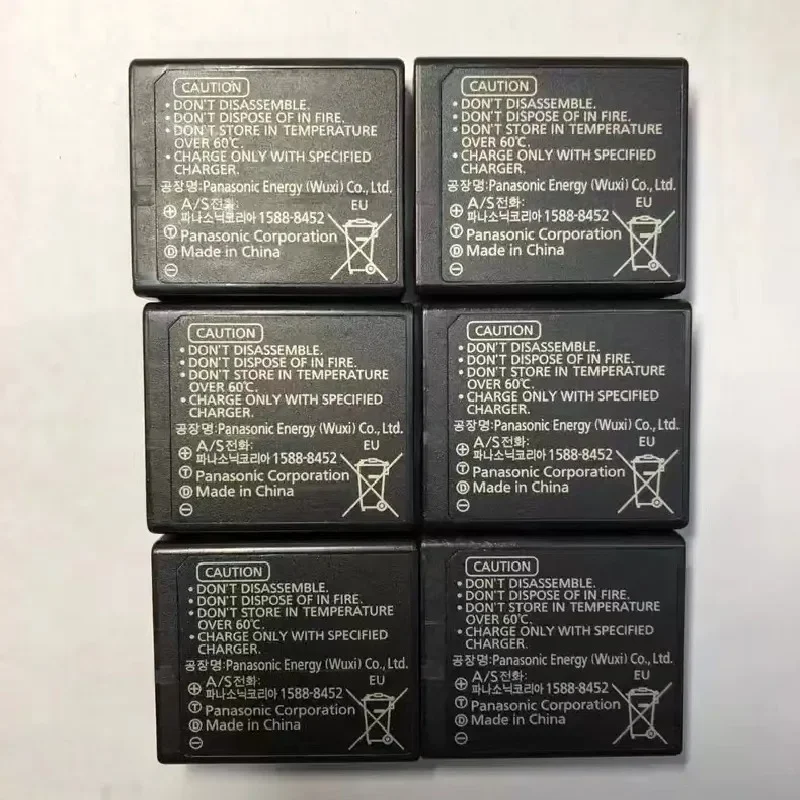 CAUTION
• DON'T DISASSEMBLE.
• DON'T DISPOSE OF IN FIRE.
• DON'T STORE IN TEMPERATURE
OVER 60℃.
• CHARGE ONLY WITH SPECIFIED
CHARGER.
공장명:Panasonic Energy (Wuxi) Co., Ltd.
⊕ A/S전화: EU
파나소닉코리아 1588-8452
Ⓣ Panasonic Corporation
Ⓓ Made in China
⊖
CAUTION
• DON'T DISASSEMBLE.
• DON'T DISPOSE OF IN FIRE.
• DON'T STORE IN TEMPERATURE
OVER 60℃.
• CHARGE ONLY WITH SPECIFIED
CHARGER.
공장명:Panasonic Energy (Wuxi) Co., Ltd.
⊕ A/S전화: EU
파나소닉코리아 1588-8452
Ⓣ Panasonic Corporation
Ⓓ Made in China
⊖
CAUTION
• DON'T DISASSEMBLE.
• DON'T DISPOSE OF IN FIRE.
• DON'T STORE IN TEMPERATURE
OVER 60℃.
• CHARGE ONLY WITH SPECIFIED
CHARGER.
공장명:Panasonic Energy (Wuxi) Co., Ltd.
⊕ A/S전화: EU
파나소닉코리아 1588-8452
Ⓣ Panasonic Corporation
Ⓓ Made in China
⊖
CAUTION
• DON'T DISASSEMBLE.
• DON'T DISPOSE OF IN FIRE.
• DON'T STORE IN TEMPERATURE
OVER 60℃.
• CHARGE ONLY WITH SPECIFIED
CHARGER.
공장명:Panasonic Energy (Wuxi) Co., Ltd.
⊕ A/S전화: EU
파나소닉코리아 1588-8452
Ⓣ Panasonic Corporation
Ⓓ Made in China
⊖
CAUTION
• DON'T DISASSEMBLE.
• DON'T DISPOSE OF IN FIRE.
• DON'T STORE IN TEMPERATURE
OVER 60℃.
• CHARGE ONLY WITH SPECIFIED
CHARGER.
공장명:Panasonic Energy (Wuxi) Co., Ltd.
⊕ A/S전화: EU
파나소닉코리아 1588-8452
Ⓣ Panasonic Corporation
Ⓓ Made in China
⊖
CAUTION
• DON'T DISASSEMBLE.
• DON'T DISPOSE OF IN FIRE.
• DON'T STORE IN TEMPERATURE
OVER 60℃.
• CHARGE ONLY WITH SPECIFIED
CHARGER.
공장명:Panasonic Energy (Wuxi) Co., Ltd.
⊕ A/S전화: EU
파나소닉코리아 1588-8452
Ⓣ Panasonic Corporation
Ⓓ Made in China
⊖